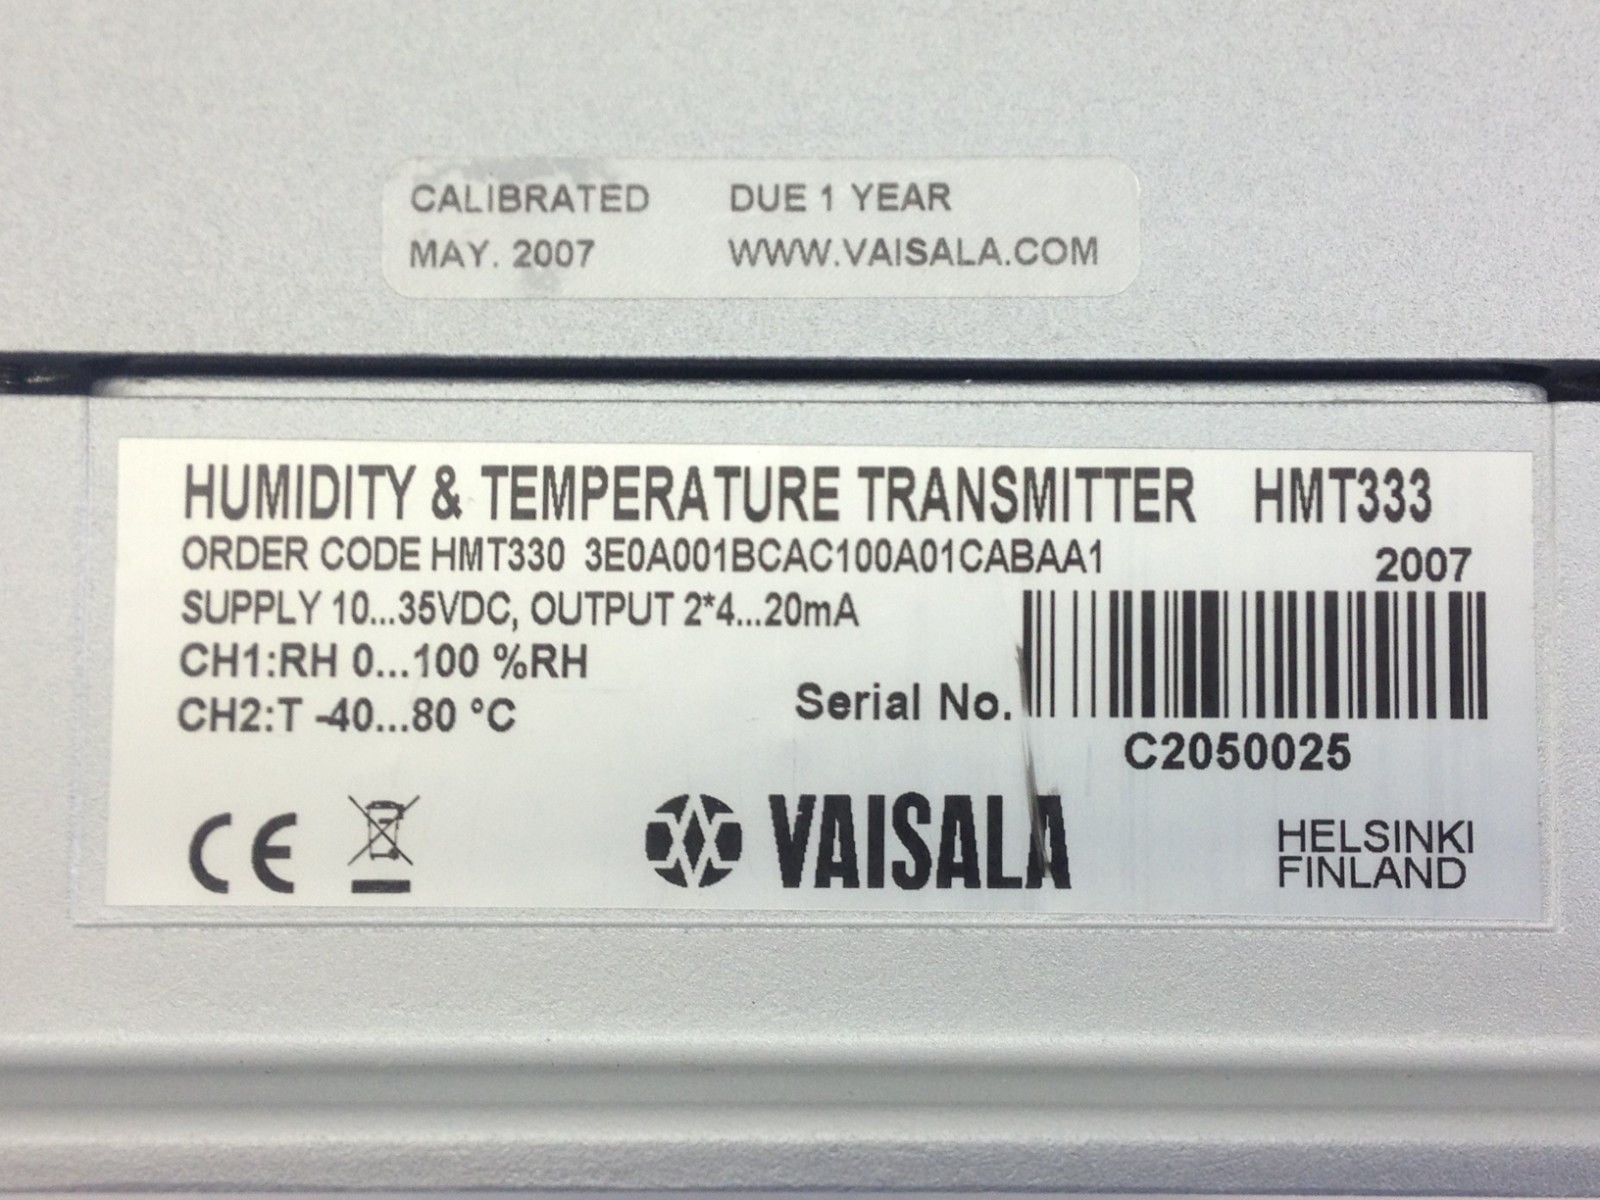 CALIBRATED DUE 1 YEAR
MAY. 2007 WWW.VAISALA.COM
HUMIDITY & TEMPERATURE TRANSMITTER HMT333
ORDER CODE HMT330 3E0A001BCAC100A01CABAA1
2007
SUPPLY 10...35VDC, OUTPUT 2*4...20mA
CH1:RH 0...100 %RH
CH2:T -40...80 °C
Serial No.
C2050025
CE
VAISALA
HELSINKI
FINLAND